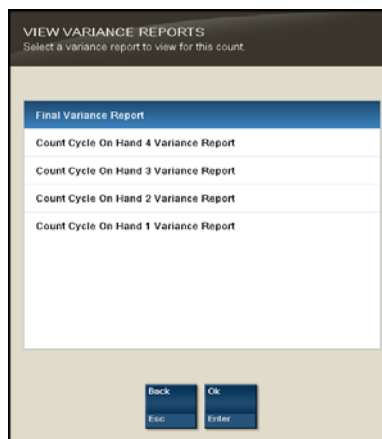 VIEW VARIANCE REPORTS
Select a variance report to view for this count.
Final Variance Report
Count Cycle On Hand 4 Variance Report
Count Cycle On Hand 3 Variance Report
Count Cycle On Hand 2 Variance Report
Count Cycle On Hand 1 Variance Report
Back Ok
Esc Enter